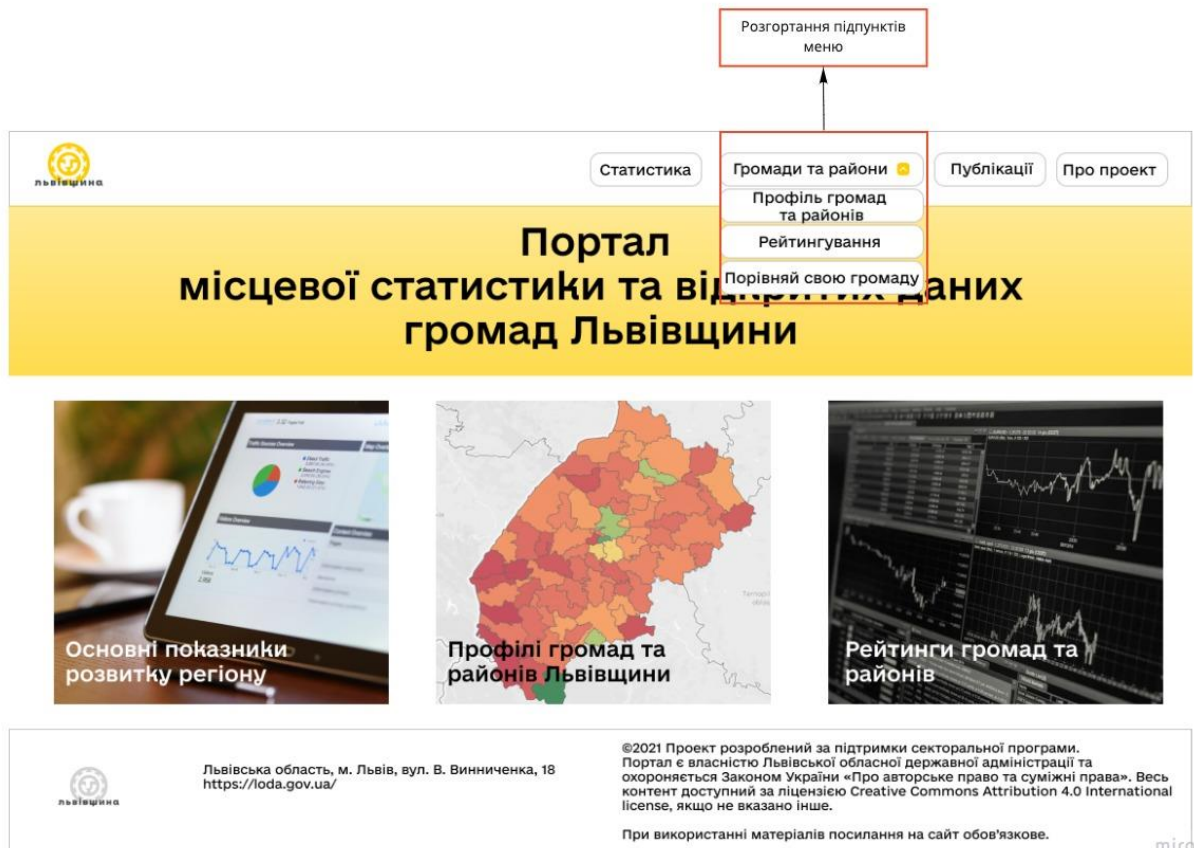 Розгортання підпунктів
меню
львівщина
Статистика
Громади та райони
Публікації
Про проект
Профіль громад
та районів
Рейтингування
Порівняй свою громаду
Портал
місцевої статистики та відкритих даних
громад Львівщини
Traffic Sources Overview
Основні показники
розвитку регіону
Профілі громад та
районів Львівщини
Рейтинги громад та
районів
львівщина
Львівська область, м. Львів, вул. В. Винниченка, 18
https://loda.gov.ua/
©2021 Проект розроблений за підтримки секторальної програми.
Портал є власністю Львівської обласної державної адміністрації та
охороняється Законом України «Про авторське право та суміжні права». Весь
контент доступний за ліцензією Creative Commons Attribution 4.0 International
license, якщо не вказано інше.
При використанні матеріалів посилання на сайт обов'язкове.
miro